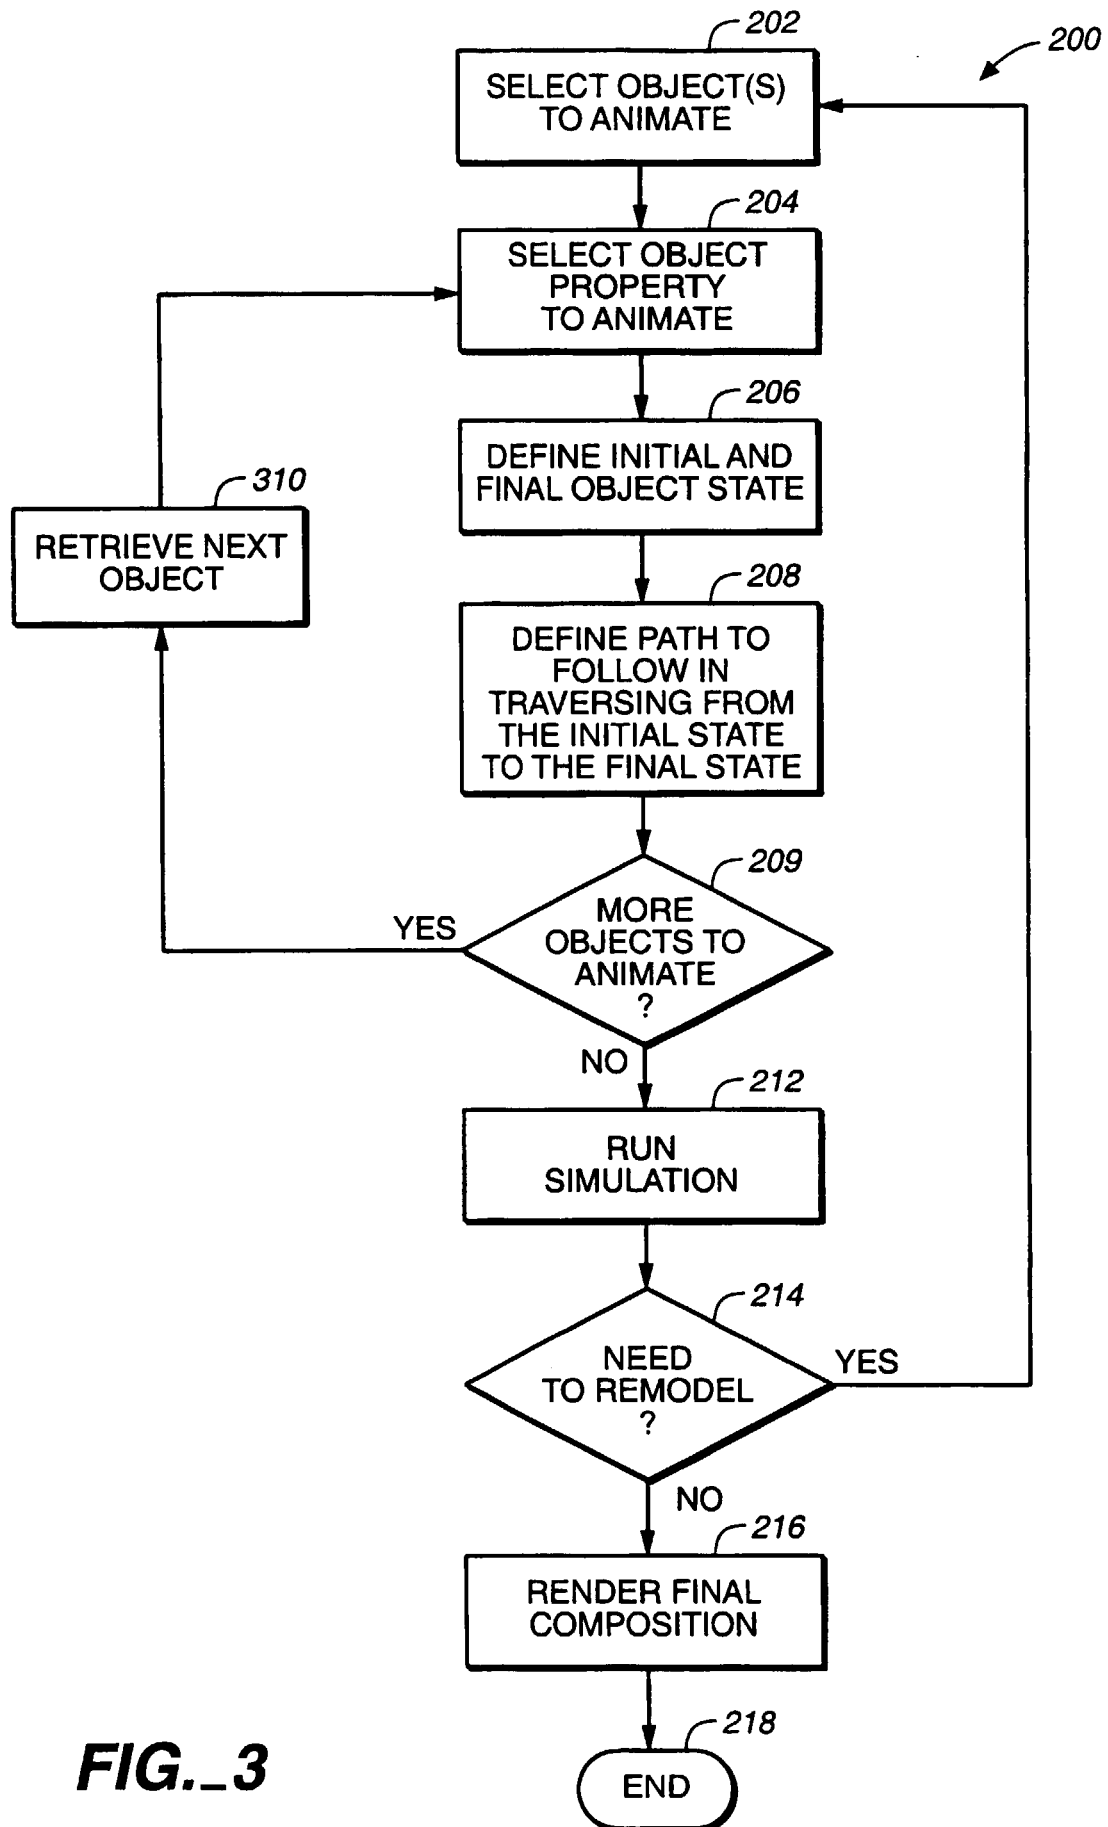 202
200
SELECT OBJECT(S)
TO ANIMATE
204
SELECT OBJECT
PROPERTY
TO ANIMATE
206
DEFINE INITIAL AND
FINAL OBJECT STATE
310
RETRIEVE NEXT
OBJECT
208
DEFINE PATH TO
FOLLOW IN
TRAVERSING FROM
THE INITIAL STATE
TO THE FINAL STATE
209
MORE
OBJECTS TO
ANIMATE
?
YES
NO
212
RUN
SIMULATION
214
NEED
TO REMODEL
?
YES
NO
216
RENDER FINAL
COMPOSITION
218
END
FIG._3